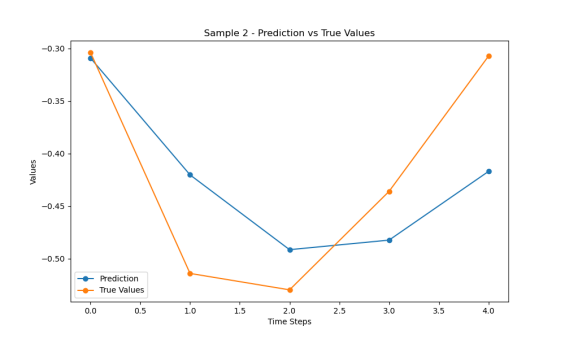 Sample 2 - Prediction vs True Values
−0.30
−0.35
−0.40
−0.45
−0.50
Values
Prediction
True Values
0.0 0.5 1.0 1.5 2.0 2.5 3.0 3.5 4.0
Time Steps